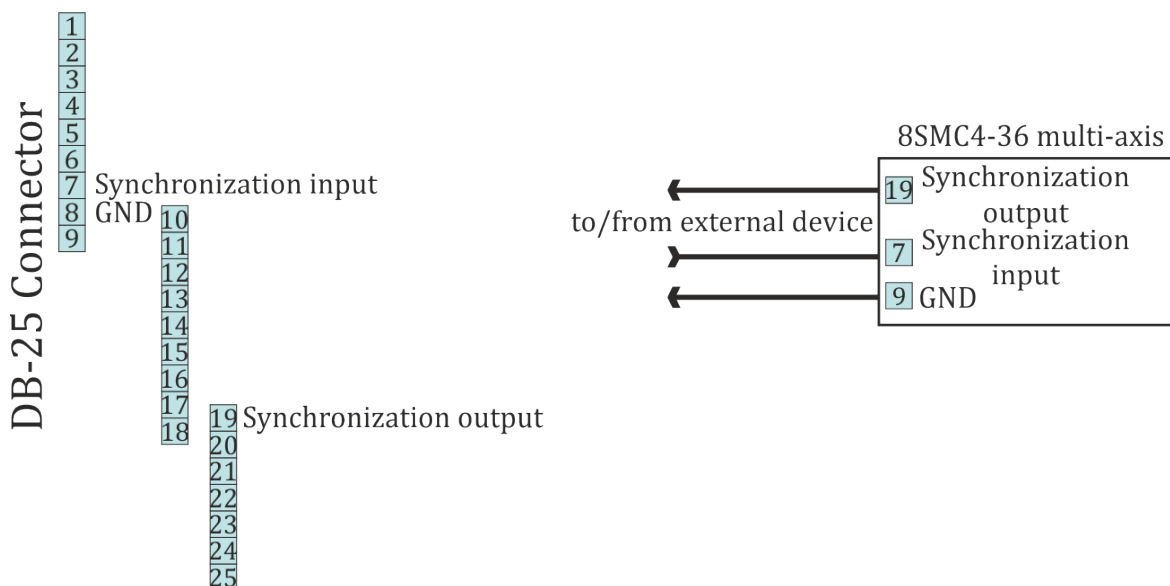 DB-25 Connector
1
2
3
4
5
6
7 Synchronization input
8 GND
9
10
11
12
13
14
15
16
17
18
19 Synchronization output
20
21
22
23
24
25
8SMC4-36 multi-axis
19 Synchronization
output
to/from external device
7 Synchronization
input
9 GND